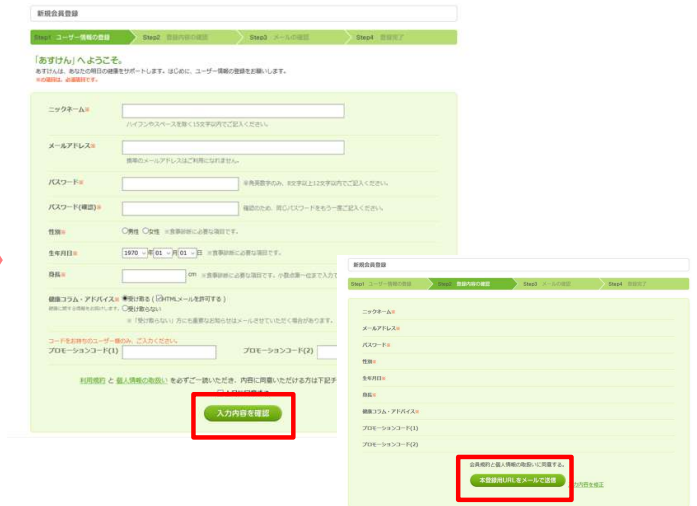 新規会員登録
Step1 ユーザー情報の登録 Step2 登録内容の確認 Step3 メールの確認 Step4 登録完了
「あすけん」へようこそ。
あすけんは、あなたの明日の健康をサポートします。はじめに、ユーザー情報の登録をお願いします。
※の項目は、必須項目です。
ニックネーム※
ハイフンやスペースを除く15文字以内でご記入ください。
メールアドレス※
携帯のメールアドレスはご利用になれません。
パスワード※ ※半角英数字のみ、8文字以上12文字以内でご記入ください。
パスワード(確認)※ 確認のため、同じパスワードをもう一度ご記入ください。
性別※ 男性 女性 ※食事診断に必要な項目です。
生年月日※ 1970 年 01 月 01 日 ※食事診断に必要な項目です。
身長※ cm ※食事診断に必要な項目です。小数点第一位まで入力で
健康コラム・アドバイス※ 受け取る ( HTMLメールを許可する )
健康に関する情報をお届けします。 受け取らない
※「受け取らない」方にも重要なお知らせはメールさせていただく場合があります。
コードをお持ちのユーザー様のみ、ご入力ください。
プロモーションコード(1) プロモーションコード(2)
利用規約 と 個人情報の取扱い を必ずご一読いただき、内容に同意いただける方は下記チ
入力内容を確認
新規会員登録
Step1 ユーザー情報の登録 Step2 登録内容の確認 Step3 メールの確認 Step4 登録完了
ニックネーム※
メールアドレス※
パスワード※
性別※
生年月日※
身長※
健康コラム・アドバイス※
プロモーションコード(1)
プロモーションコード(2)
会員規約と個人情報の取扱いに同意する。
本登録用URLをメールで送信
力内容を修正